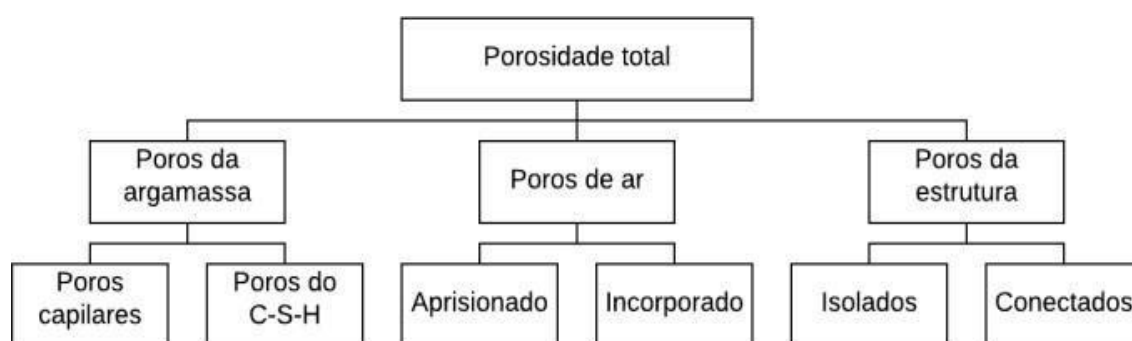 Porosidade total
Poros da
argamassa
Poros de ar
Poros da
estrutura
Poros
capilares
Poros do
C-S-H
Aprisionado
Incorporado
Isolados
Conectados